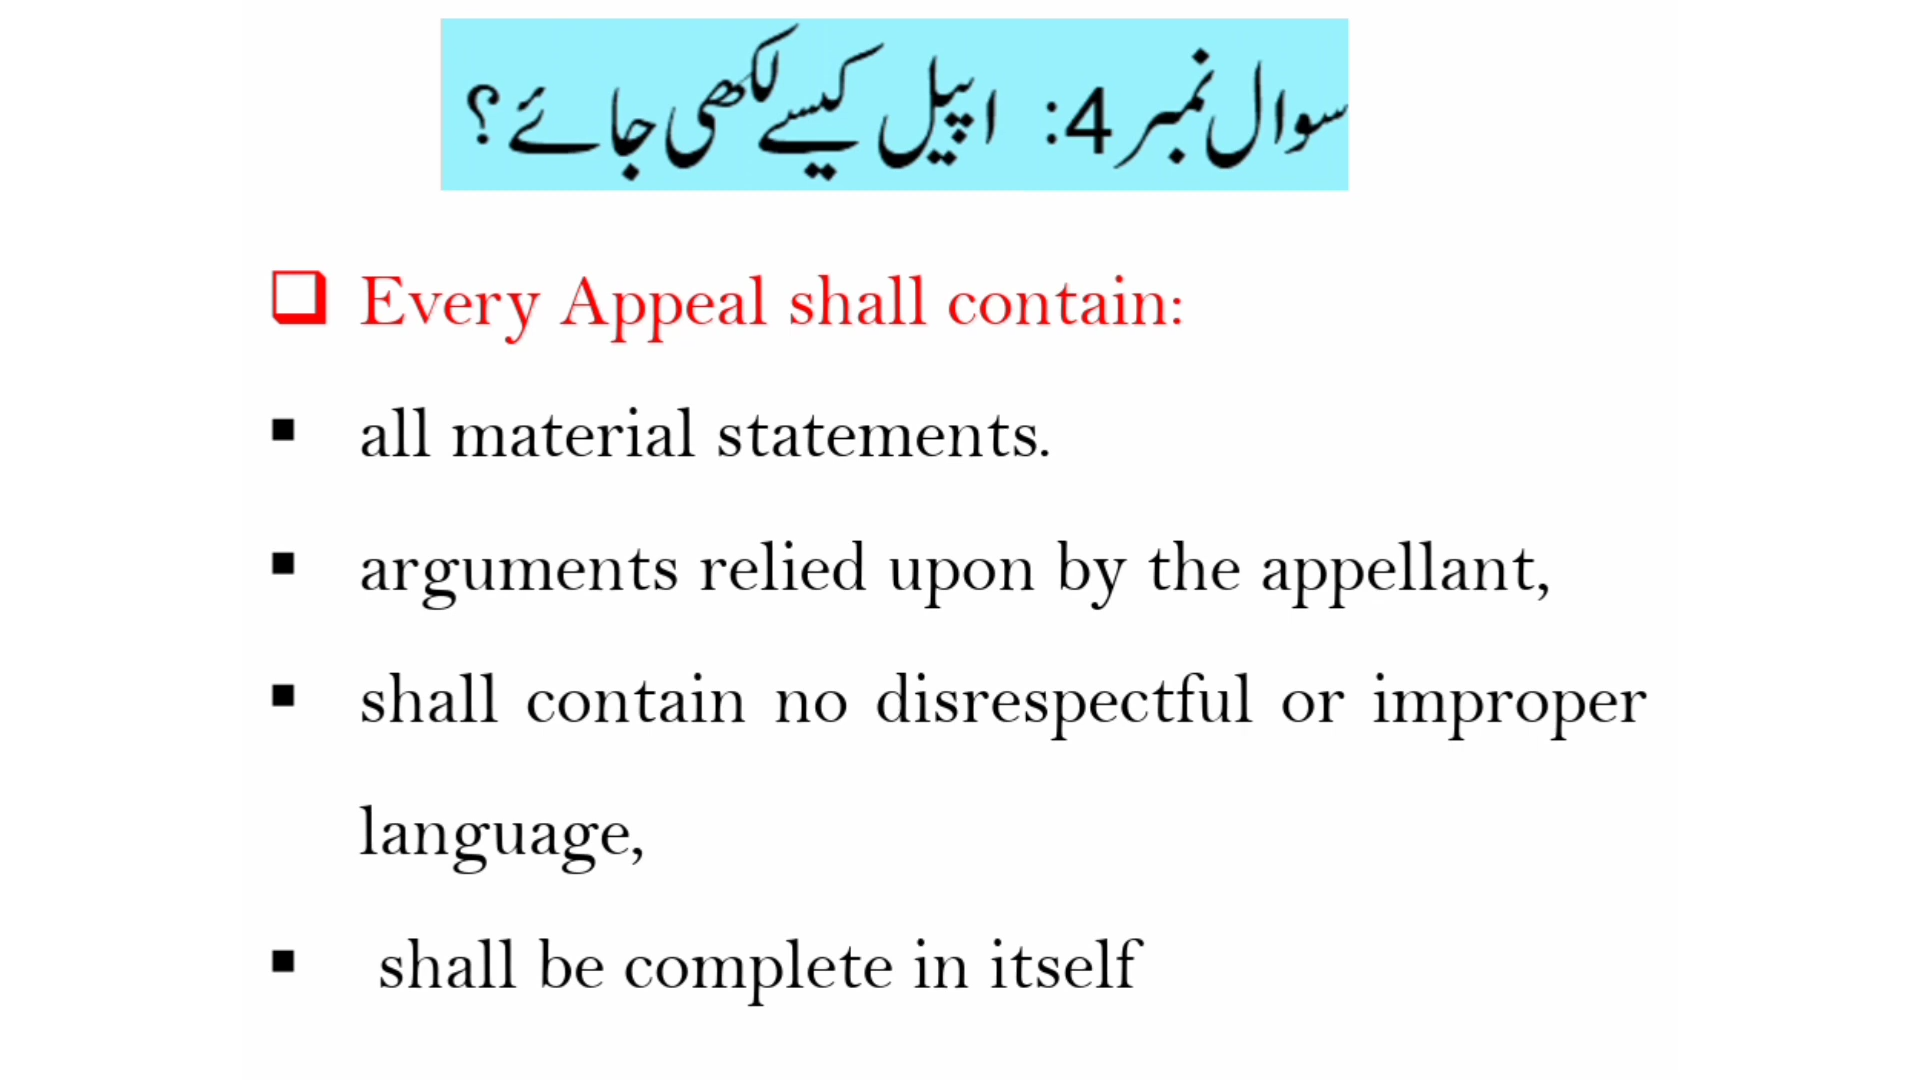 سوال نمبر 4: اپیل کیسے لکھی جائے؟
❑ Every Appeal shall contain:
▪ all material statements.
▪ arguments relied upon by the appellant,
▪ shall contain no disrespectful or improper
language,
▪ shall be complete in itself